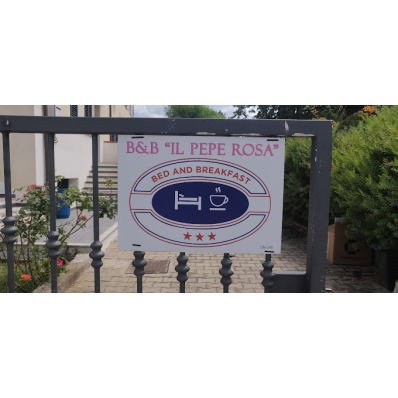 B&B "IL PEPE ROSA"
BED AND BREAKFAST